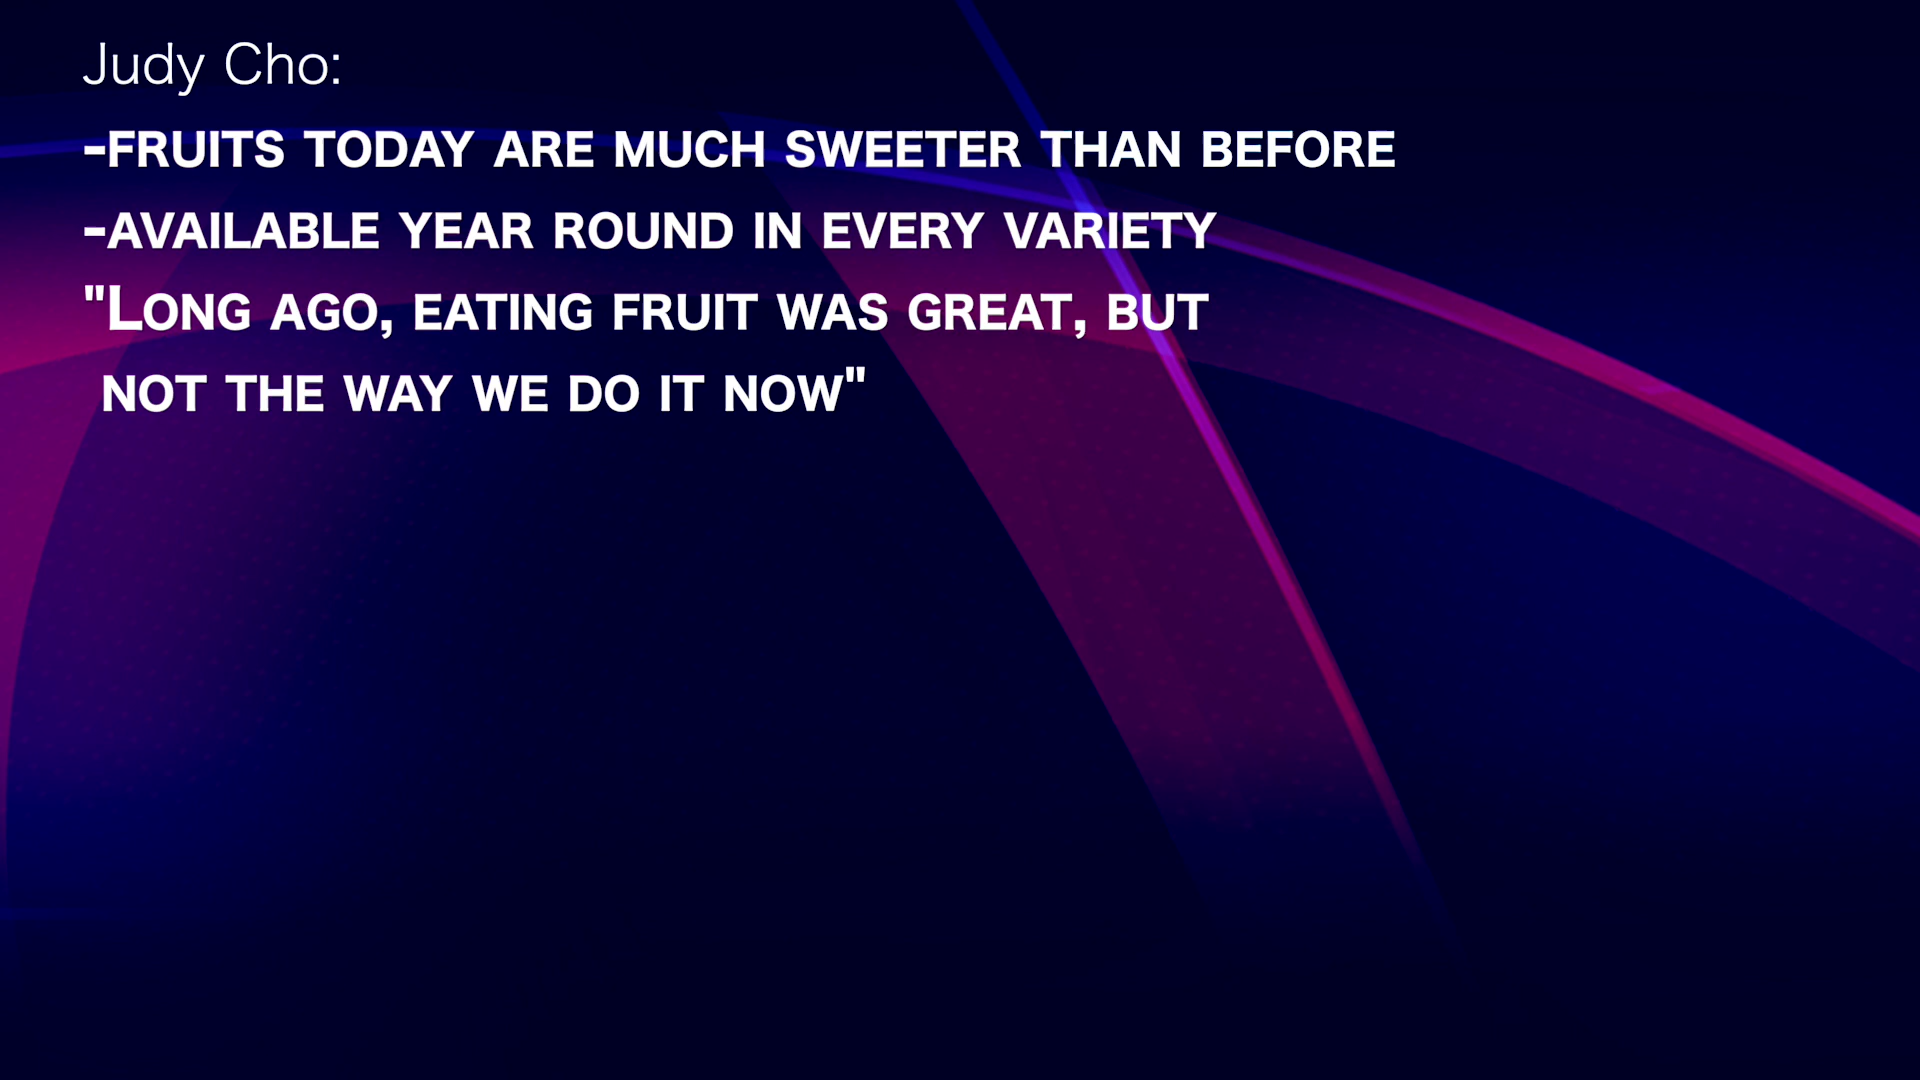 Judy Cho:
-FRUITS TODAY ARE MUCH SWEETER THAN BEFORE
-AVAILABLE YEAR ROUND IN EVERY VARIETY
"LONG AGO, EATING FRUIT WAS GREAT, BUT
NOT THE WAY WE DO IT NOW"